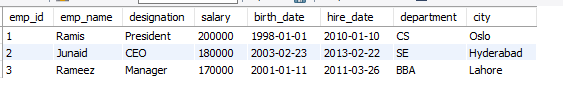 emp_id emp_name designation salary birth_date hire_date department city
1 Ramis President 200000 1998-01-01 2010-01-10 CS Oslo
2 Junaid CEO 180000 2003-02-23 2013-02-22 SE Hyderabad
3 Rameez Manager 170000 2001-01-11 2011-03-26 BBA Lahore